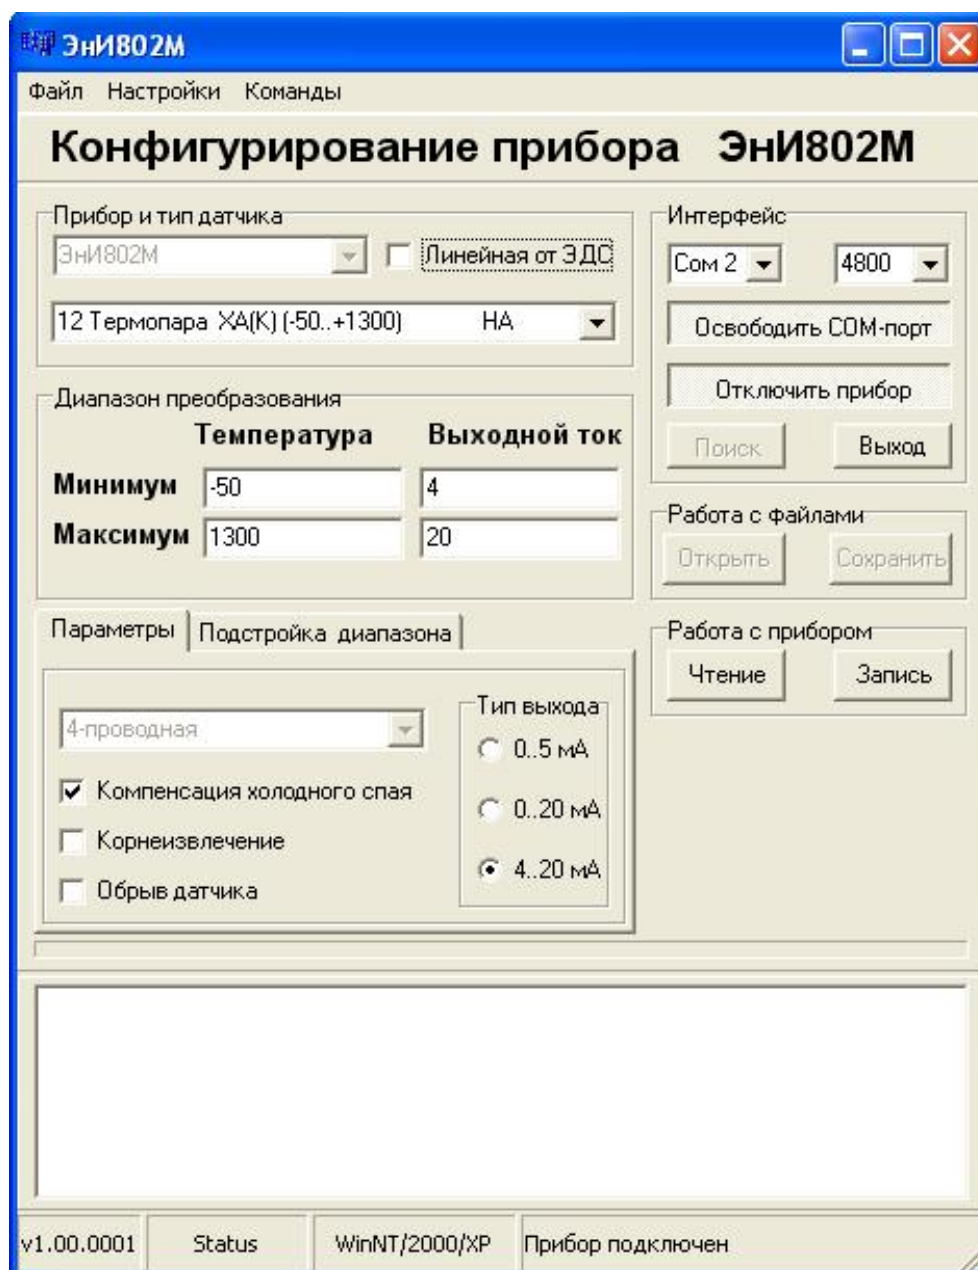 ЭнИ802М
Файл Настройки Команды
Конфигурирование прибора ЭнИ802М
Прибор и тип датчика
ЭнИ802М
Линейная от ЭДС
12 Термопара ХА(К) (-50..+1300) НА
Диапазон преобразования
Температура Выходной ток
Минимум -50 4
Максимум 1300 20
Параметры Подстройка диапазона
4-проводная
Компенсация холодного спая
Корнеизвлечение
Обрыв датчика
Тип выхода
0..5 мА
0..20 мА
4..20 мА
Интерфейс
Com 2 4800
Освободить COM-порт
Отключить прибор
Поиск Выход
Работа с файлами
Открыть Сохранить
Работа с прибором
Чтение Запись
v1.00.0001 Status WinNT/2000/XP Прибор подключен